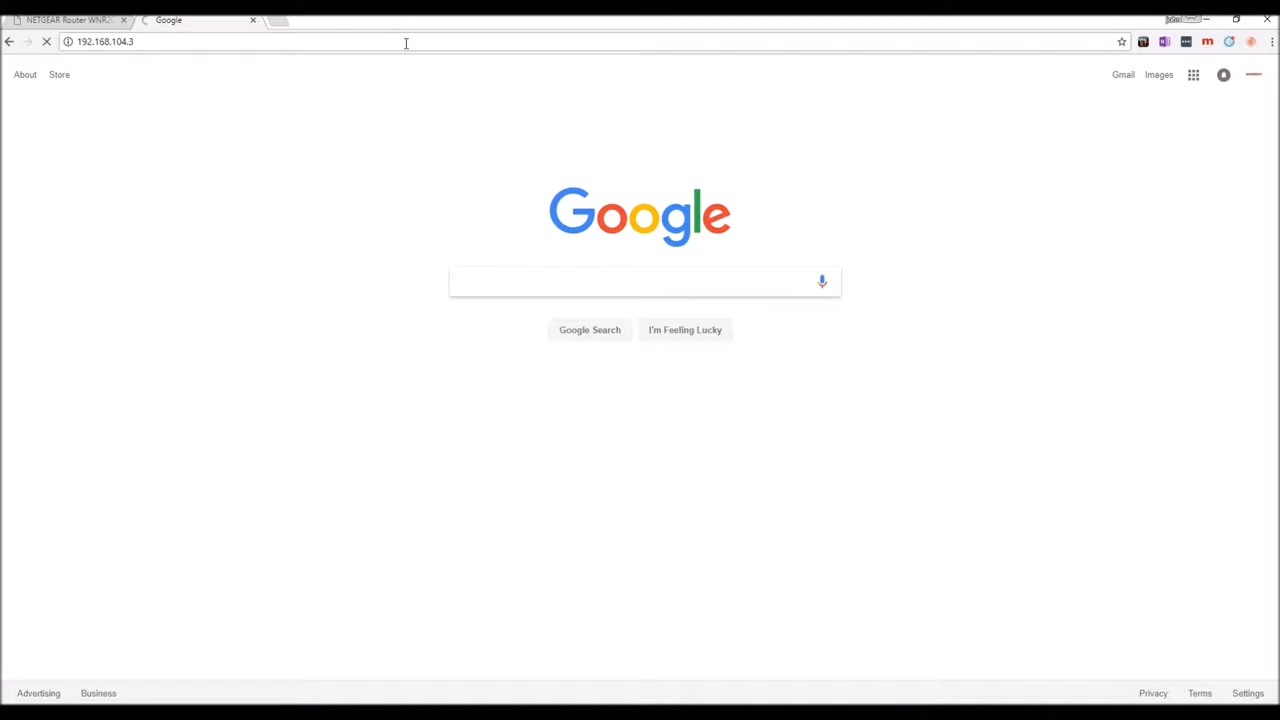 NETGEAR Router WNR2
Google
192.168.104.3
About Store
Gmail Images
Google
Google Search I'm Feeling Lucky
Advertising Business
Privacy Terms Settings